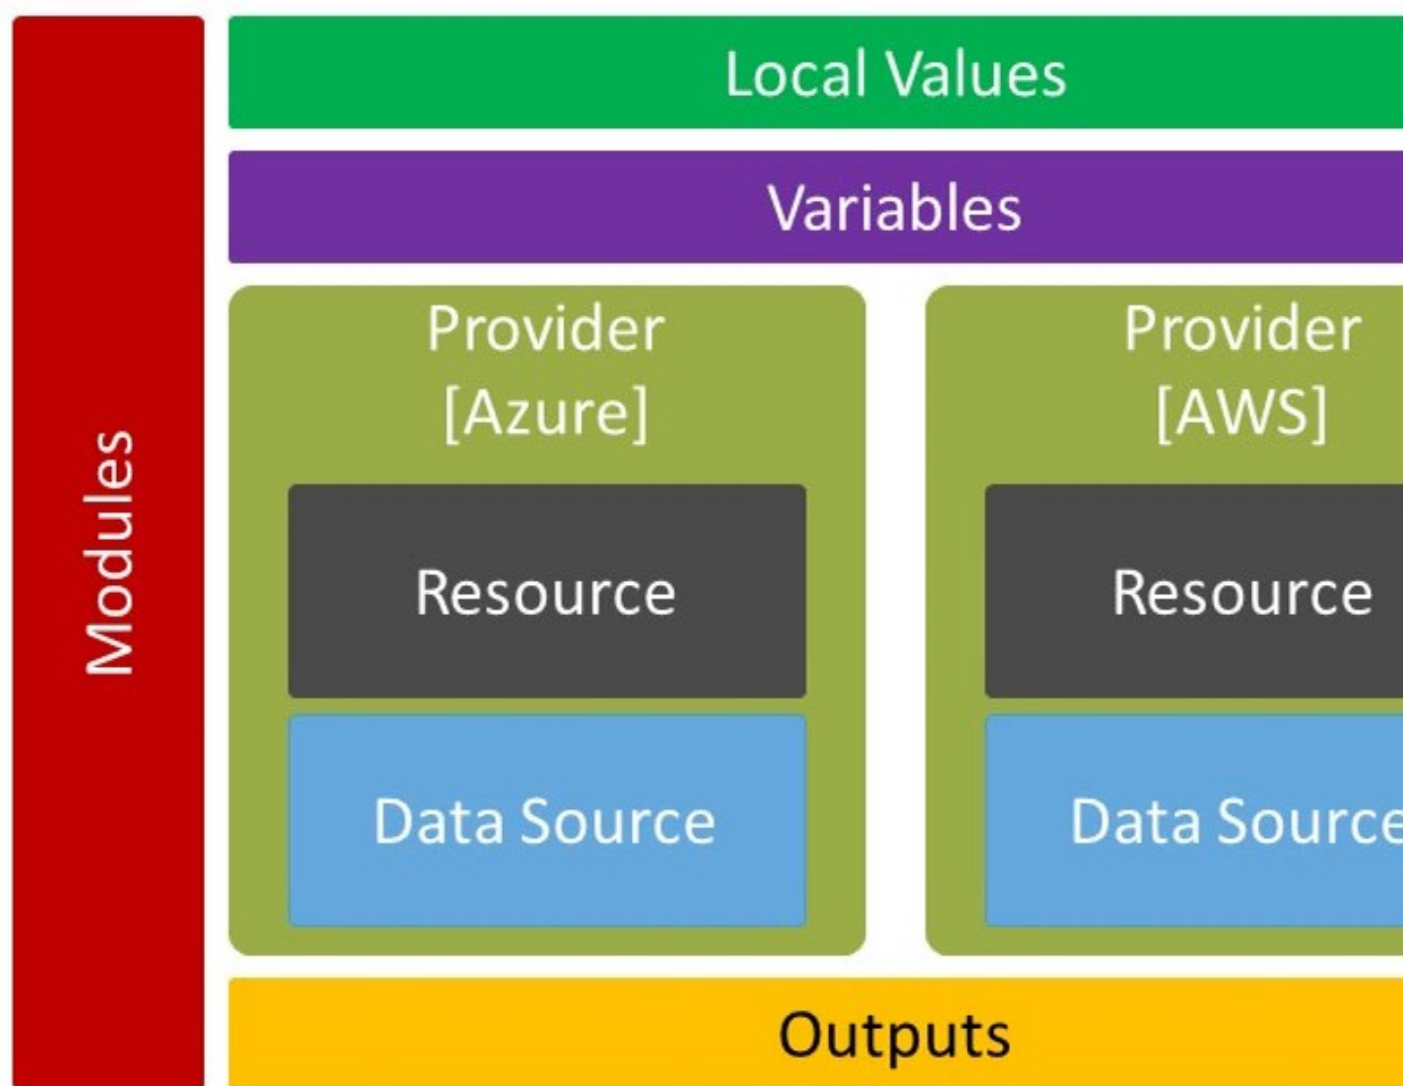 Modules
Local Values
Variables
Provider
[Azure]
Resource
Data Source
Provider
[AWS]
Resource
Data Source
Outputs